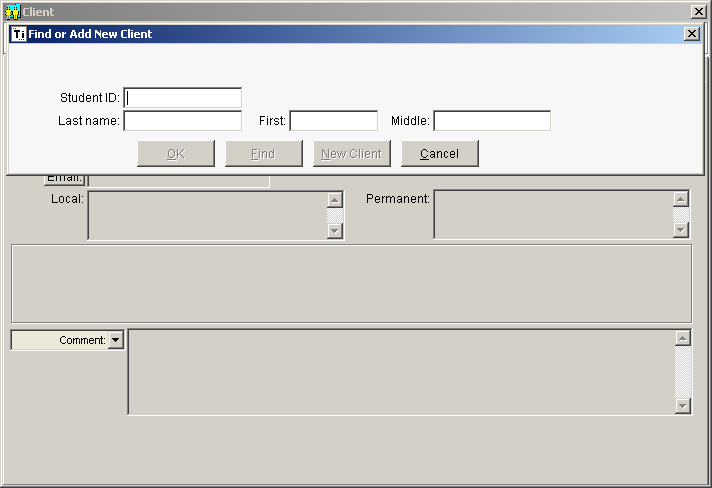 Client
Ti Find or Add New Client
Student ID:
Last name: First: Middle:
OK Find New Client Cancel
Email:
Local: Permanent:
Comment: